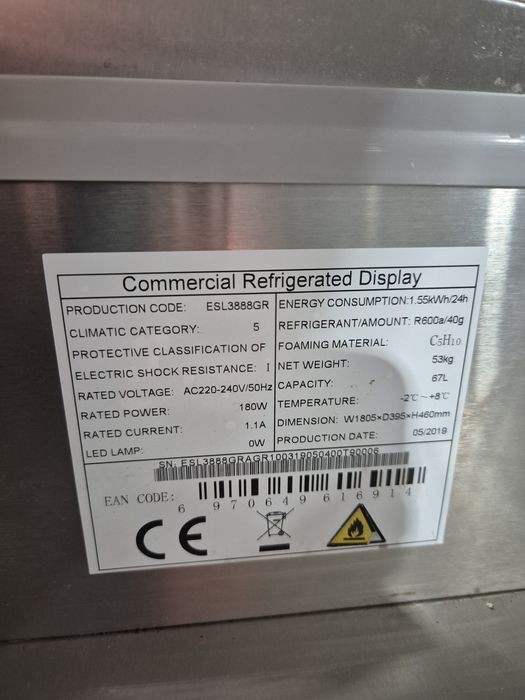 Commercial Refrigerated Display
PRODUCTION CODE: ESL3888GR
CLIMATIC CATEGORY: 5
PROTECTIVE CLASSIFICATION OF
ELECTRIC SHOCK RESISTANCE: I
RATED VOLTAGE: AC220-240V/50Hz
RATED POWER: 180W
RATED CURRENT: 1.1A
LED LAMP: 0W
ENERGY CONSUMPTION:1.55kWh/24h
REFRIGERANT/AMOUNT: R600a/40g
FOAMING MATERIAL: C5H10
NET WEIGHT: 53kg
CAPACITY: 67L
TEMPERATURE: -2℃~+8℃
DIMENSION: W1805×D395×H460mm
PRODUCTION DATE: 05/2019
SN: ESL3888GRAGR100319050400T90006
EAN CODE:
6 970649 616914
CE